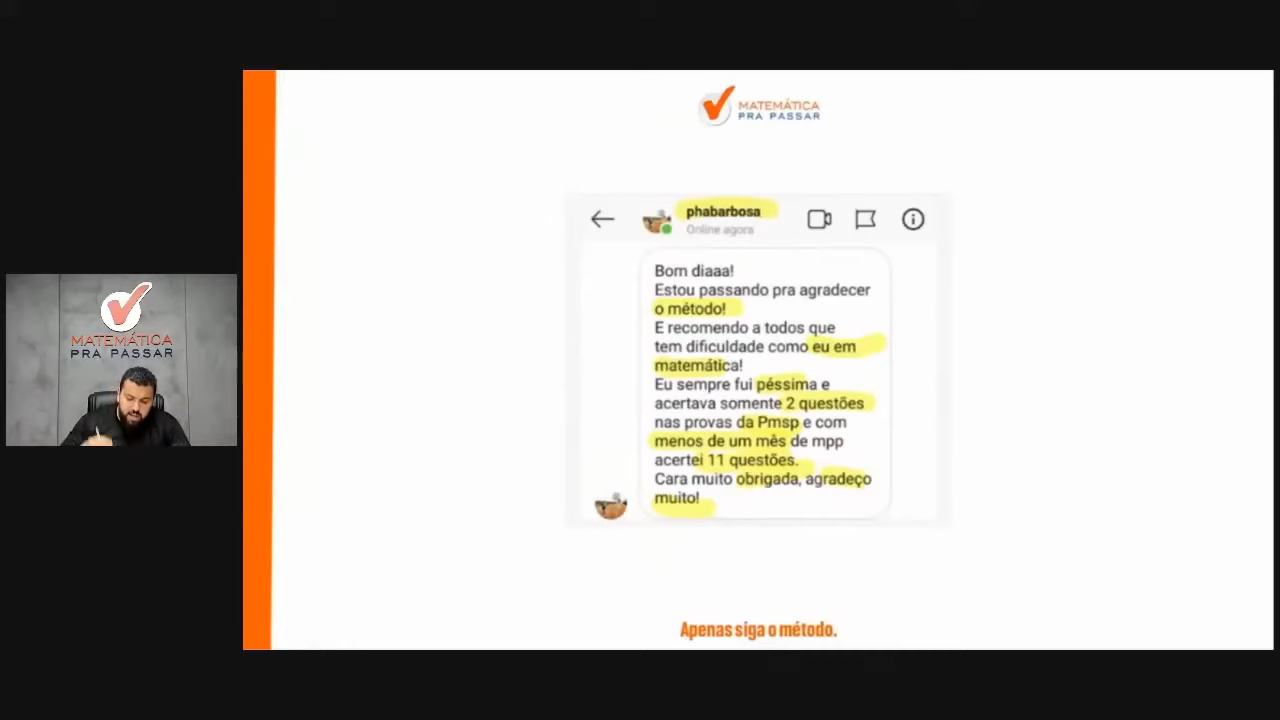 MATEMÁTICA
PRA PASSAR
phabarbosa
Online agora
Bom diaaa!
Estou passando pra agradecer
o método!
E recomendo a todos que
tem dificuldade como eu em
matemática!
Eu sempre fui péssima e
acertava somente 2 questões
nas provas da Pmsp e com
menos de um mês de mpp
acertei 11 questões.
Cara muito obrigada, agradeço
muito!
Apenas siga o método.
MATEMÁTICA
PRA PASSAR